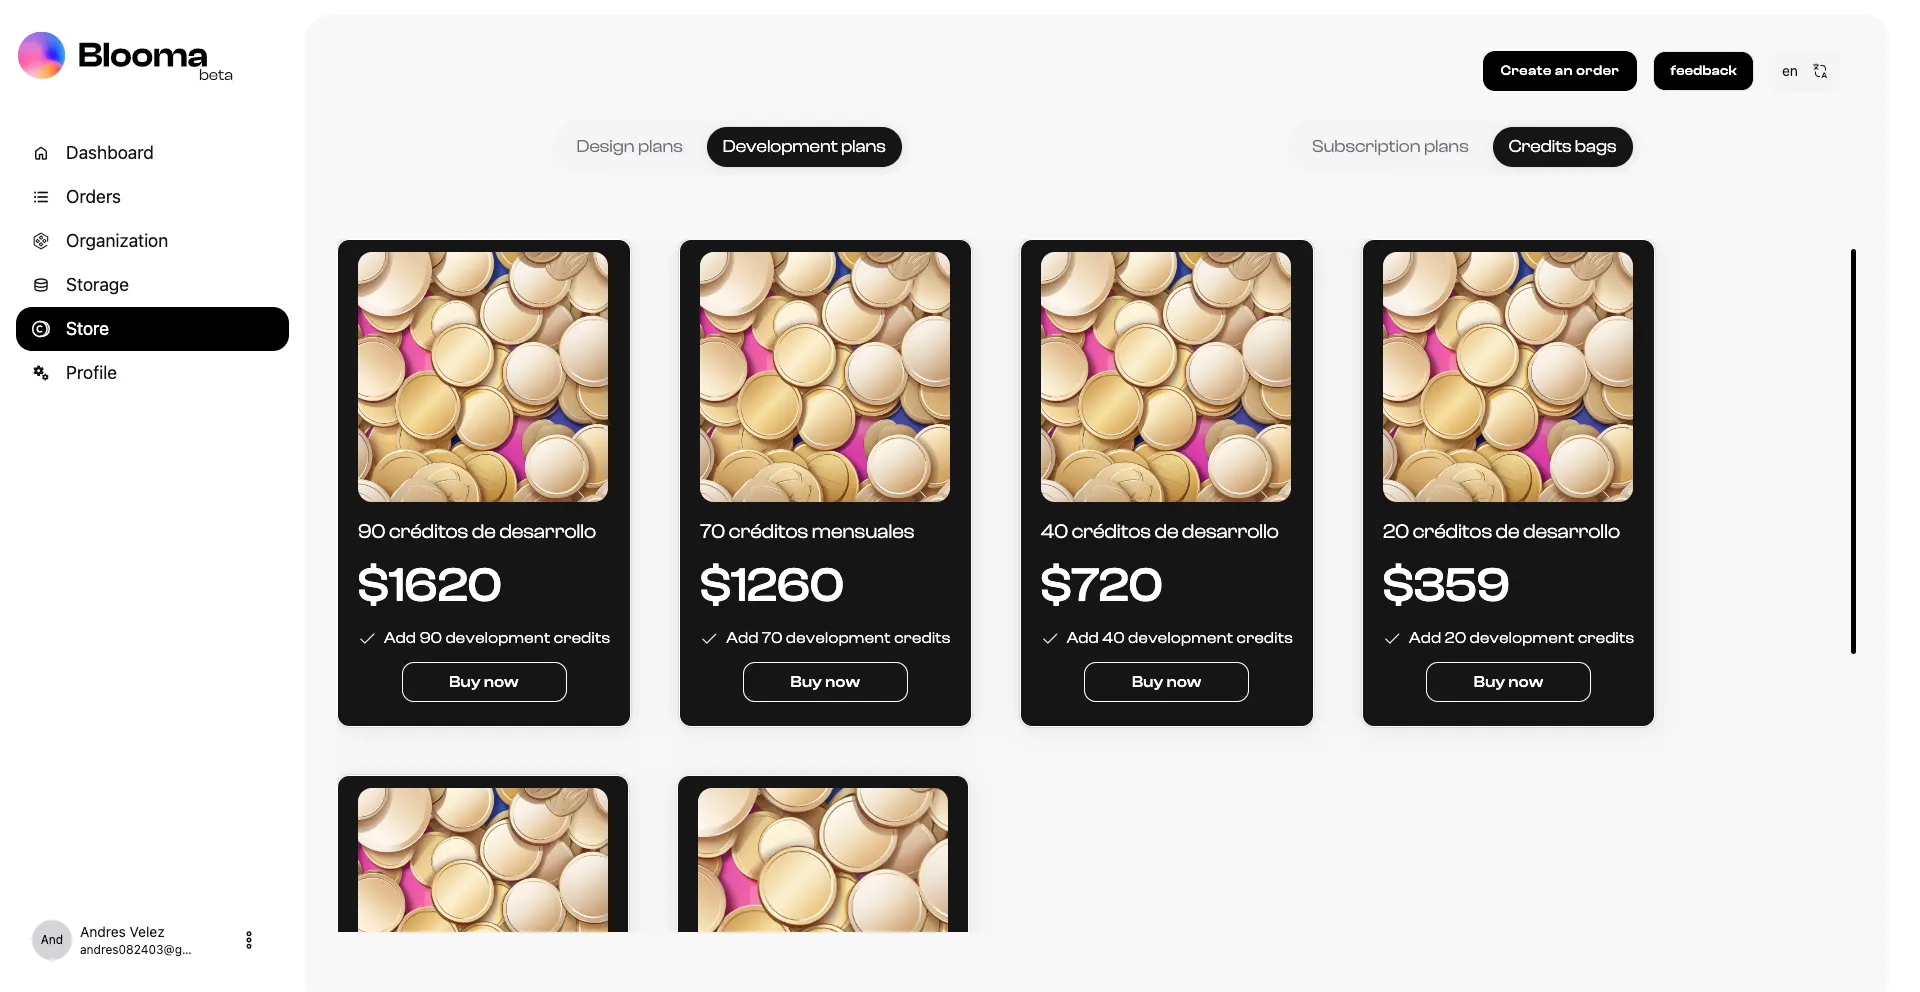 Blooma
beta
Create an order
feedback
en
Design plans
Development plans
Subscription plans
Credits bags
Dashboard
Orders
Organization
Storage
Store
Profile
90 créditos de desarrollo
$1620
Add 90 development credits
Buy now
70 créditos mensuales
$1260
Add 70 development credits
Buy now
40 créditos de desarrollo
$720
Add 40 development credits
Buy now
20 créditos de desarrollo
$359
Add 20 development credits
Buy now
And
Andres Velez
andres082403@g...